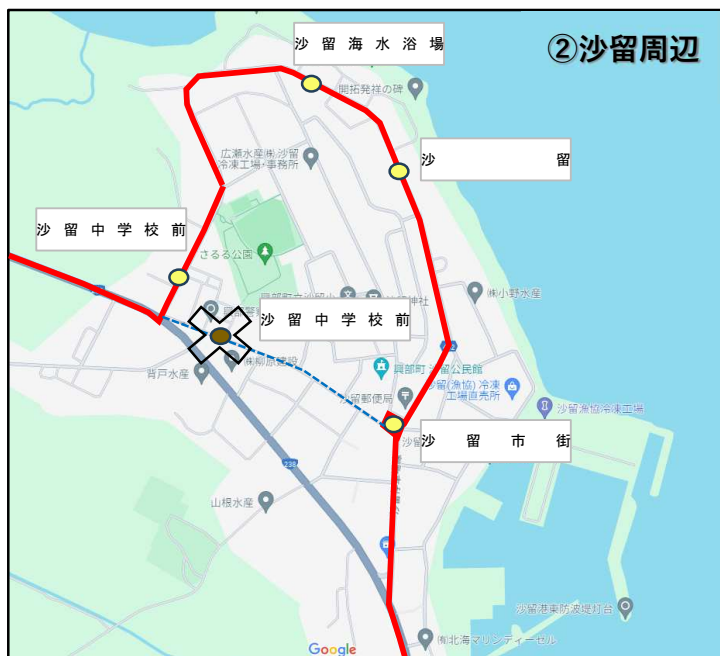 ②沙留周辺
沙留海水浴場
開拓発祥の碑
広瀬水産㈱沙留
冷凍工場・事務所
沙留
沙留中学校前
さるる公園
㈱小野水産
沙留中学校前
㈱柳原建設
興部町 沙留公民館
背戸水産
沙留(漁協) 冷凍
工場直売所
沙留郵便局
沙留漁協冷凍工場
沙留市街
238
山根水産
沙留港東防波堤灯台
㈲北海マリンディーゼル
Google